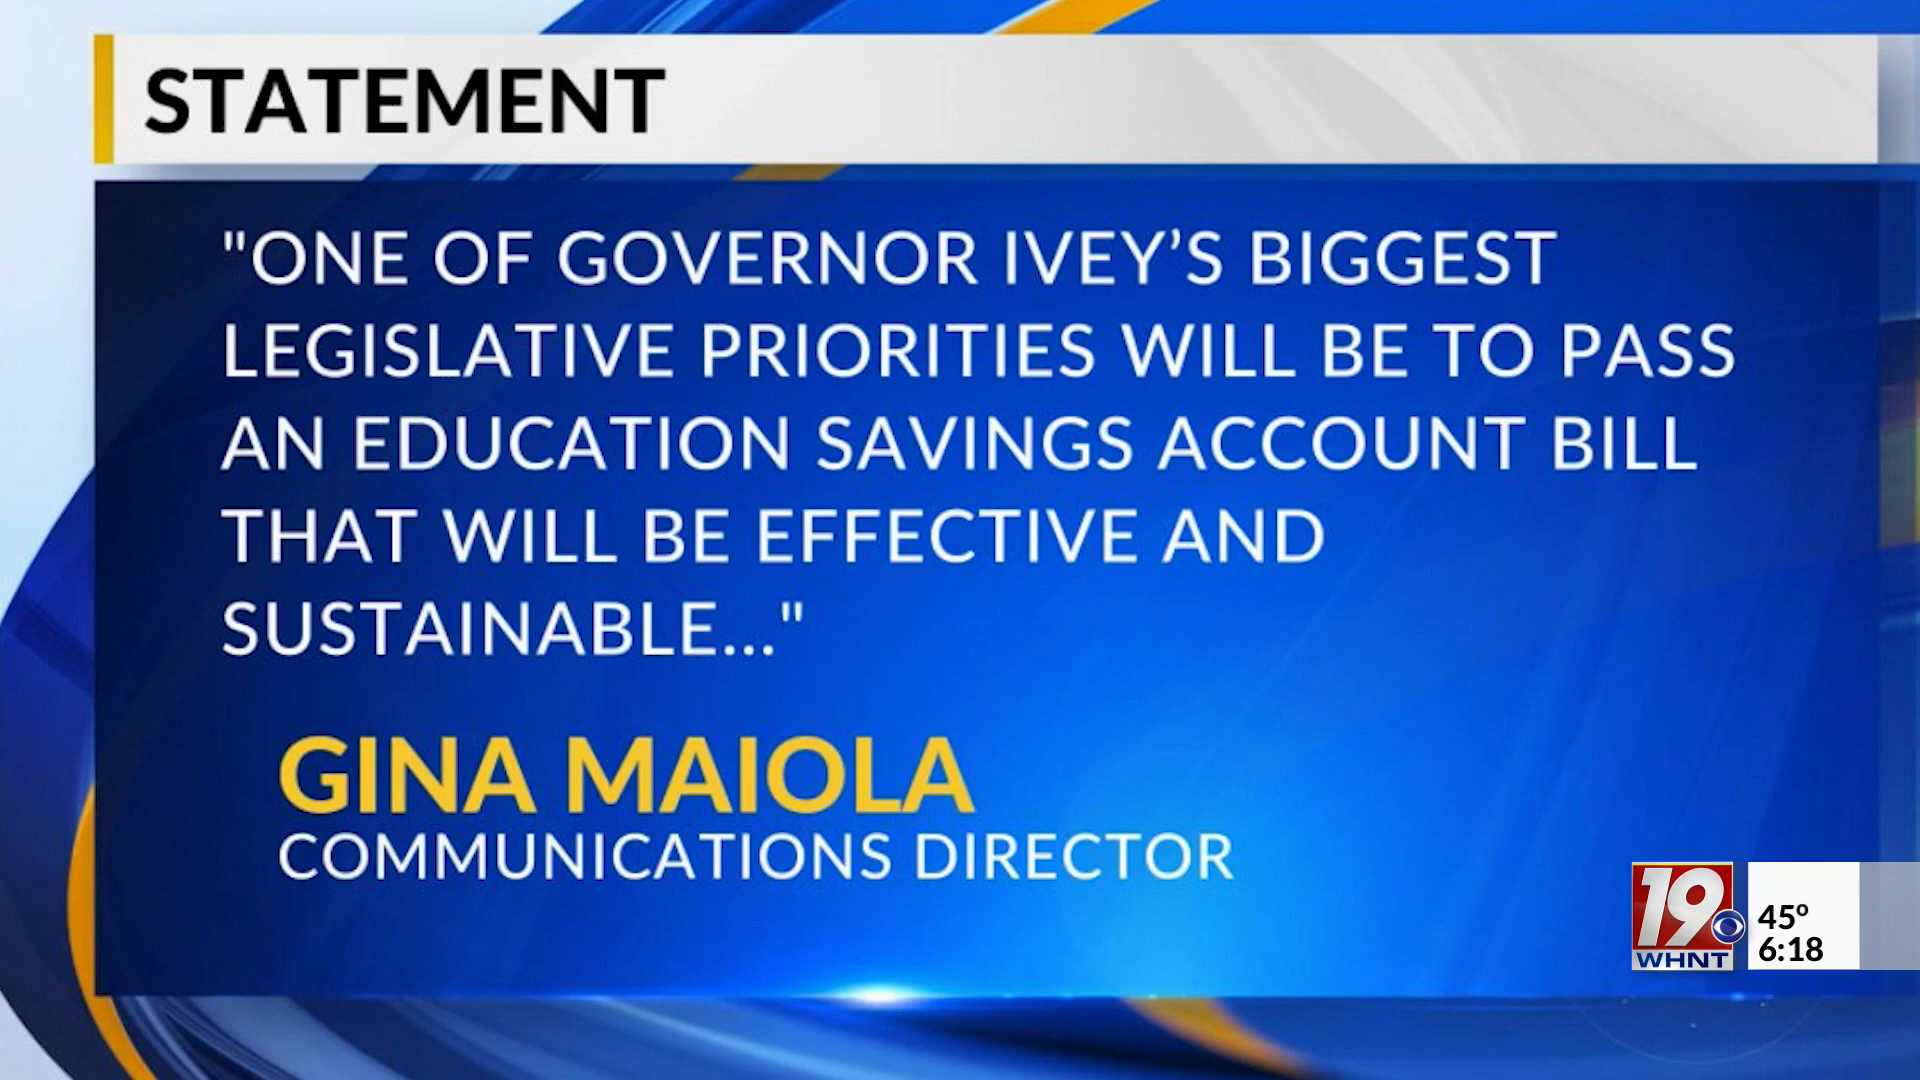 STATEMENT
"ONE OF GOVERNOR IVEY’S BIGGEST
LEGISLATIVE PRIORITIES WILL BE TO PASS
AN EDUCATION SAVINGS ACCOUNT BILL
THAT WILL BE EFFECTIVE AND
SUSTAINABLE..."
GINA MAIOLA
COMMUNICATIONS DIRECTOR
19
WHNT
45º
6:18